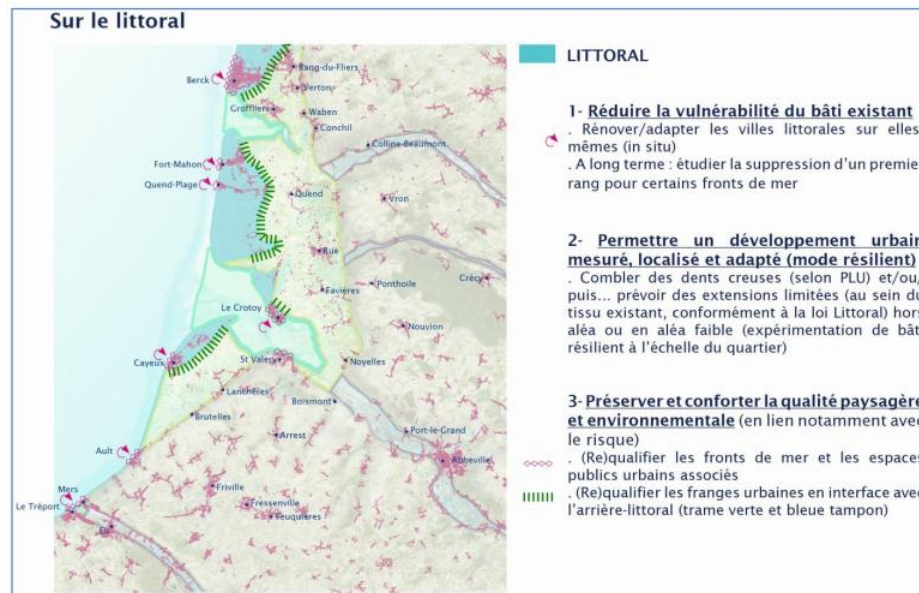 Sur le littoral
LITTORAL
1- Réduire la vulnérabilité du bâti existant
. Rénover/adapter les villes littorales sur elles
mêmes (in situ)
. A long terme : étudier la suppression d'un premie
rang pour certains fronts de mer
2- Permettre un développement urbain
mesuré, localisé et adapté (mode résilient)
. Combler des dents creuses (selon PLU) et/ou
puis... prévoir des extensions limitées (au sein du
tissu existant, conformément à la loi Littoral) hors
aléa ou en aléa faible (expérimentation de bât
résilient à l'échelle du quartier)
3- Préserver et conforter la qualité paysagère
et environnementale (en lien notamment avec
le risque)
. (Re)qualifier les fronts de mer et les espaces
publics urbains associés
. (Re)qualifier les franges urbaines en interface avec
l'arrière-littoral (trame verte et bleue tampon)
Berck
Rang-du-Fliers
Verton
Groffliers
Waben
Conchil
Colline-Beaumont
Fort-Mahon
Quend-Plage
Quend
Vron
Rue
Crécy
Favières
Ponthoile
Le Crotoy
Nouvion
Cayeux
St Valery
Noyelles
Lanchères
Boismont
Brutelles
Arrest
Port-le-Grand
Ault
Abbeville
Mers
Friville
Le Tréport
Fressenville
Feuquières
Eu